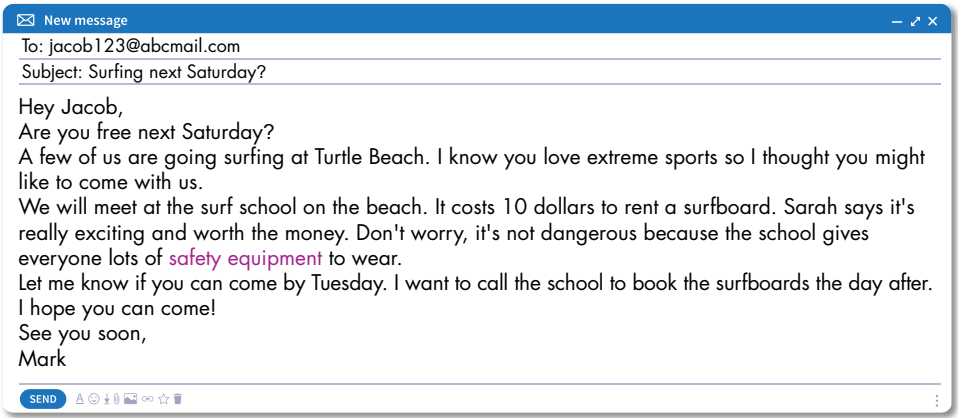 New message
To: jacob123@abcmail.com
Subject: Surfing next Saturday?
Hey Jacob,
Are you free next Saturday?
A few of us are going surfing at Turtle Beach. I know you love extreme sports so I thought you might
like to come with us.
We will meet at the surf school on the beach. It costs 10 dollars to rent a surfboard. Sarah says it's
really exciting and worth the money. Don't worry, it's not dangerous because the school gives
everyone lots of safety equipment to wear.
Let me know if you can come by Tuesday. I want to call the school to book the surfboards the day after.
I hope you can come!
See you soon,
Mark
SEND